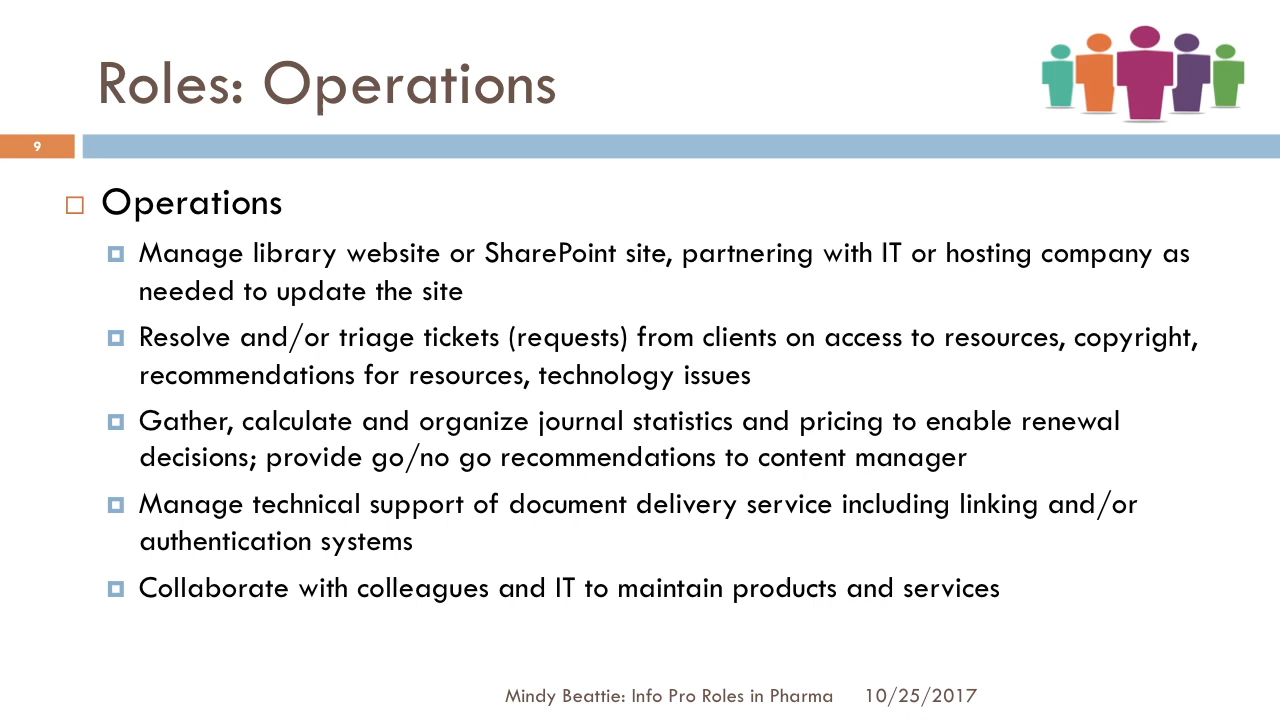 Roles: Operations
9
Operations
Manage library website or SharePoint site, partnering with IT or hosting company as
needed to update the site
Resolve and/or triage tickets (requests) from clients on access to resources, copyright,
recommendations for resources, technology issues
Gather, calculate and organize journal statistics and pricing to enable renewal
decisions; provide go/no go recommendations to content manager
Manage technical support of document delivery service including linking and/or
authentication systems
Collaborate with colleagues and IT to maintain products and services
Mindy Beattie: Info Pro Roles in Pharma 10/25/2017